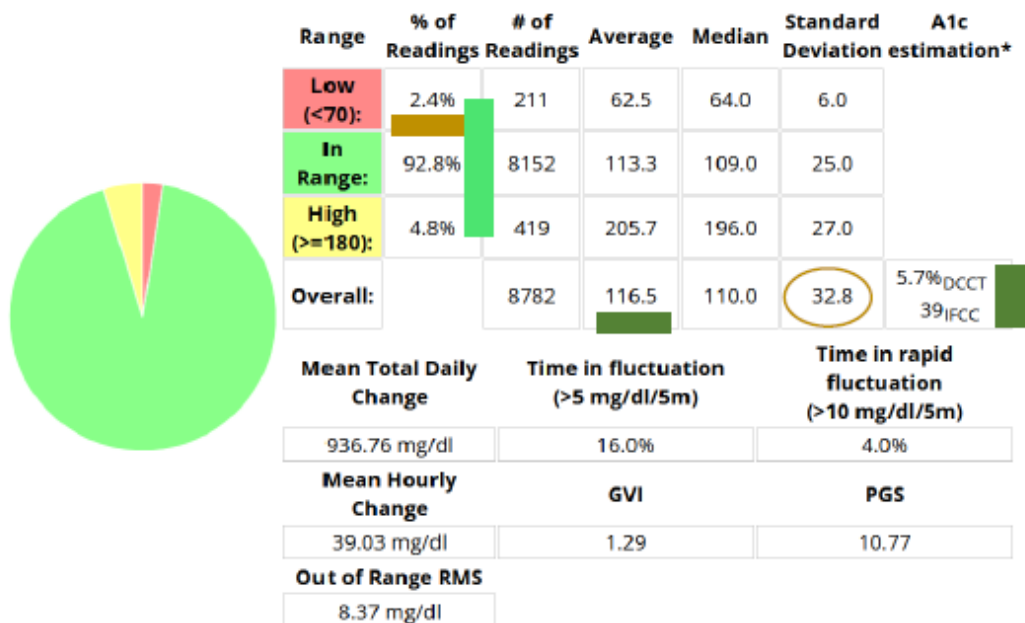 Range % of Readings # of Readings Average Median Standard Deviation A1c estimation*
Low (<70): 2.4% 211 62.5 64.0 6.0
In Range: 92.8% 8152 113.3 109.0 25.0
High (>=180): 4.8% 419 205.7 196.0 27.0
Overall: 8782 116.5 110.0 32.8 5.7%DCCT 39IFCC
Mean Total Daily Change Time in fluctuation (>5 mg/dl/5m) Time in rapid fluctuation (>10 mg/dl/5m)
936.76 mg/dl 16.0% 4.0%
Mean Hourly Change GVI PGS
39.03 mg/dl 1.29 10.77
Out of Range RMS
8.37 mg/dl